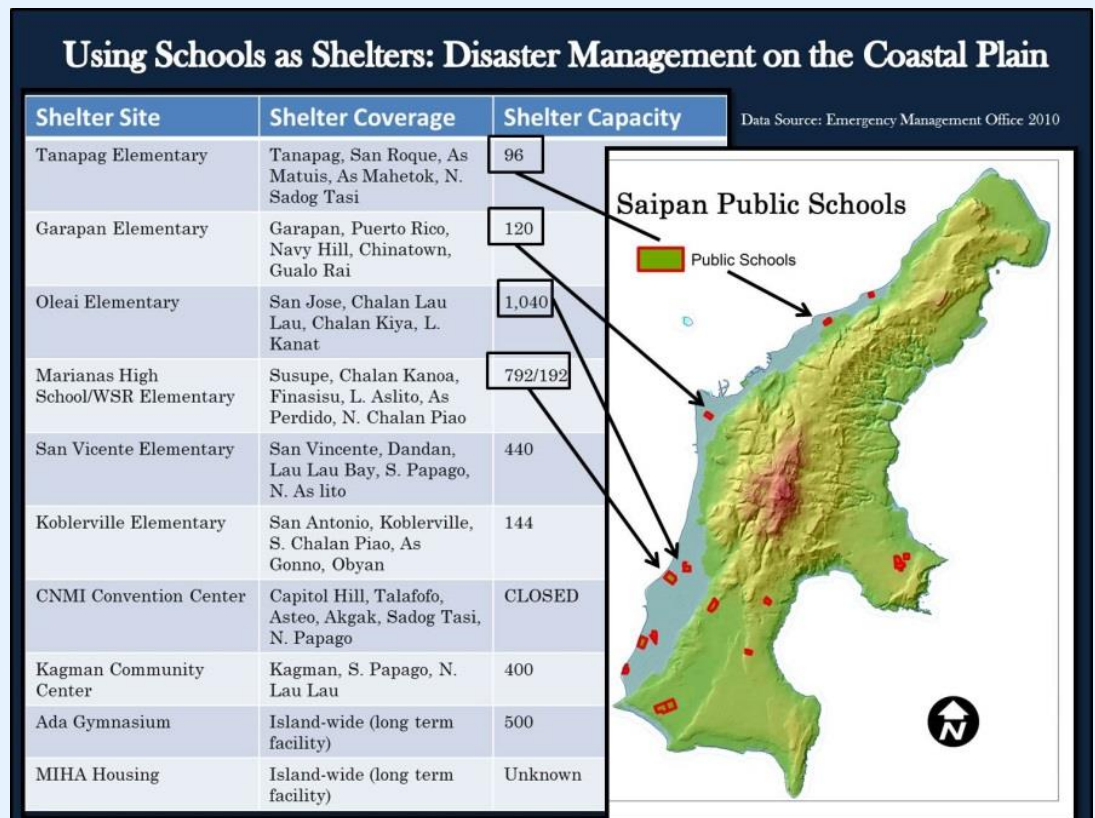 Using Schools as Shelters: Disaster Management on the Coastal Plain
Shelter Site Shelter Coverage Shelter Capacity
Data Source: Emergency Management Office 2010
Tanapag Elementary
Tanapag, San Roque, As
Matuis, As Mahetok, N.
Sadog Tasi
96
Garapan Elementary
Garapan, Puerto Rico,
Navy Hill, Chinatown,
Gualo Rai
120
Oleai Elementary
San Jose, Chalan Lau
Lau, Chalan Kiya, L.
Kanat
1,040
Marianas High
School/WSR Elementary
Susupe, Chalan Kanoa,
Finasisu, L. Aslito, As
Perdido, N. Chalan Piao
792/192
San Vicente Elementary
San Vincente, Dandan,
Lau Lau Bay, S. Papago,
N. As lito
440
Koblerville Elementary
San Antonio, Koblerville,
S. Chalan Piao, As
Gonno, Obyan
144
CNMI Convention Center
Capitol Hill, Talafofo,
Asteo, Akgak, Sadog Tasi,
N. Papago
CLOSED
Kagman Community
Center
Kagman, S. Papago, N.
Lau Lau
400
Ada Gymnasium
Island-wide (long term
facility)
500
MIHA Housing
Island-wide (long term
facility)
Unknown
Saipan Public Schools
Public Schools
N